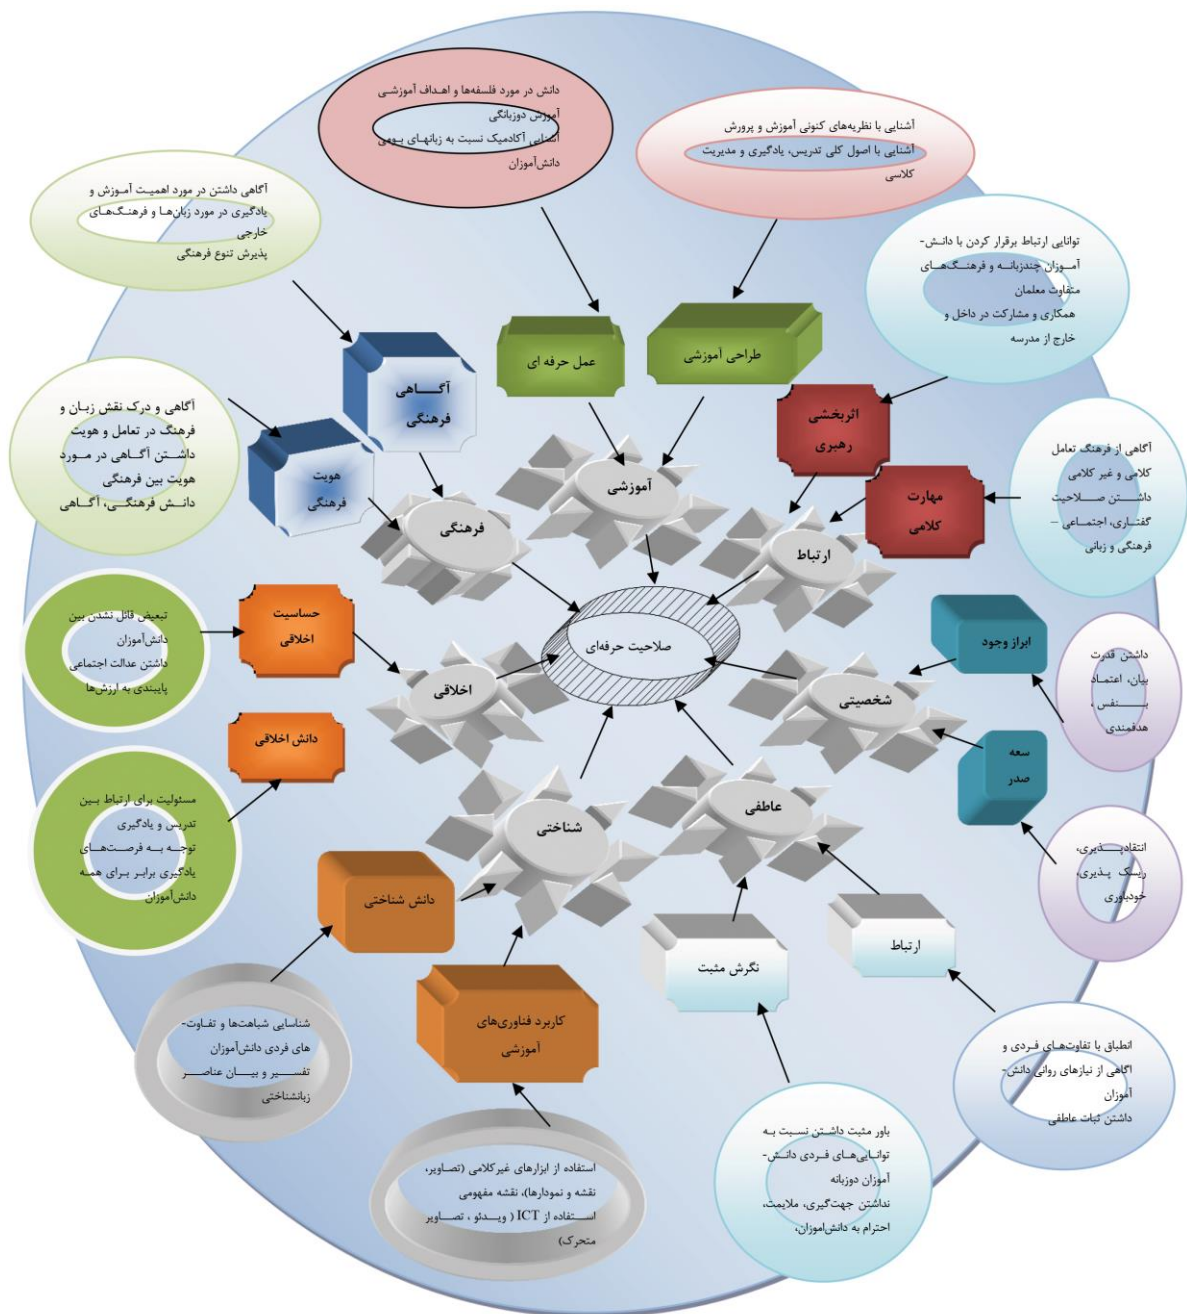 دانش در مورد فلسفه‌ها و اهداف آموزشی
آموزش دوزبانگی
آشنایی آکادمیک نسبت به زبانهای بومی
دانش‌آموزان
آشنایی با نظریه‌های کنونی آموزش و پرورش
آشنایی با اصول کلی تدریس، یادگیری و مدیریت
کلاسی
آگاهی داشتن در مورد اهمیت آموزش و
یادگیری در مورد زبان‌ها و فرهنگ‌های
خارجی
پذیرش تنوع فرهنگی
توانایی ارتباط برقرار کردن با دانش-
آموزان چندزبانه و فرهنگ‌های
متفاوت معلمان
همکاری و مشارکت در داخل و
خارج از مدرسه
طراحی آموزشی
عمل حرفه ای
آگاهی
فرهنگی
اثربخشی
رهبری
آگاهی و درک نقش زبان و
فرهنگ در تعامل و هویت
داشتن آگاهی در مورد
هویت بین فرهنگی
دانش فرهنگی، آگاهی
هویت
فرهنگی
آگاهی از فرهنگ تعامل
کلامی و غیر کلامی
داشتن صلاحیت
گفتاری، اجتماعی –
فرهنگی و زبانی
مهارت
کلامی
آموزشی
فرهنگی
ارتباط
صلاحیت حرفه‌ای
تبعیض قائل نشدن بین
دانش‌آموزان
داشتن عدالت اجتماعی
پایبندی به ارزش‌ها
حساسیت
اخلاقی
اخلاقی
شخصیتی
ابراز وجود
داشتن قدرت
بیان، اعتماد
بنفس ،
هدفمندی
دانش اخلاقی
سعه
صدر
مسئولیت برای ارتباط بین
تدریس و یادگیری
توجه به فرصت‌های
یادگیری برابر برای همه
دانش‌آموزان
شناختی
عاطفی
انتقادپذیری،
ریسک پذیری،
خودباوری
دانش شناختی
نگرش مثبت
ارتباط
شناسایی شباهت‌ها و تفاوت-
های فردی دانش‌آموزان
تفسیر و بیان عناصر
زبانشناختی
کاربرد فناوری‌های
آموزشی
انطباق با تفاوت‌های فردی و
اگاهی از نیازهای روانی دانش-
آموزان
داشتن ثبات عاطفی
استفاده از ابزارهای غیرکلامی (تصاویر،
نقشه و نمودارها)، نقشه مفهومی
استفاده از ICT ( ویدئو ، تصاویر
متحرک)
باور مثبت داشتن نسبت به
توانایی‌های فردی دانش-
آموزان دوزبانه
نداشتن جهت‌گیری، ملایمت،
احترام به دانش‌اموزان،